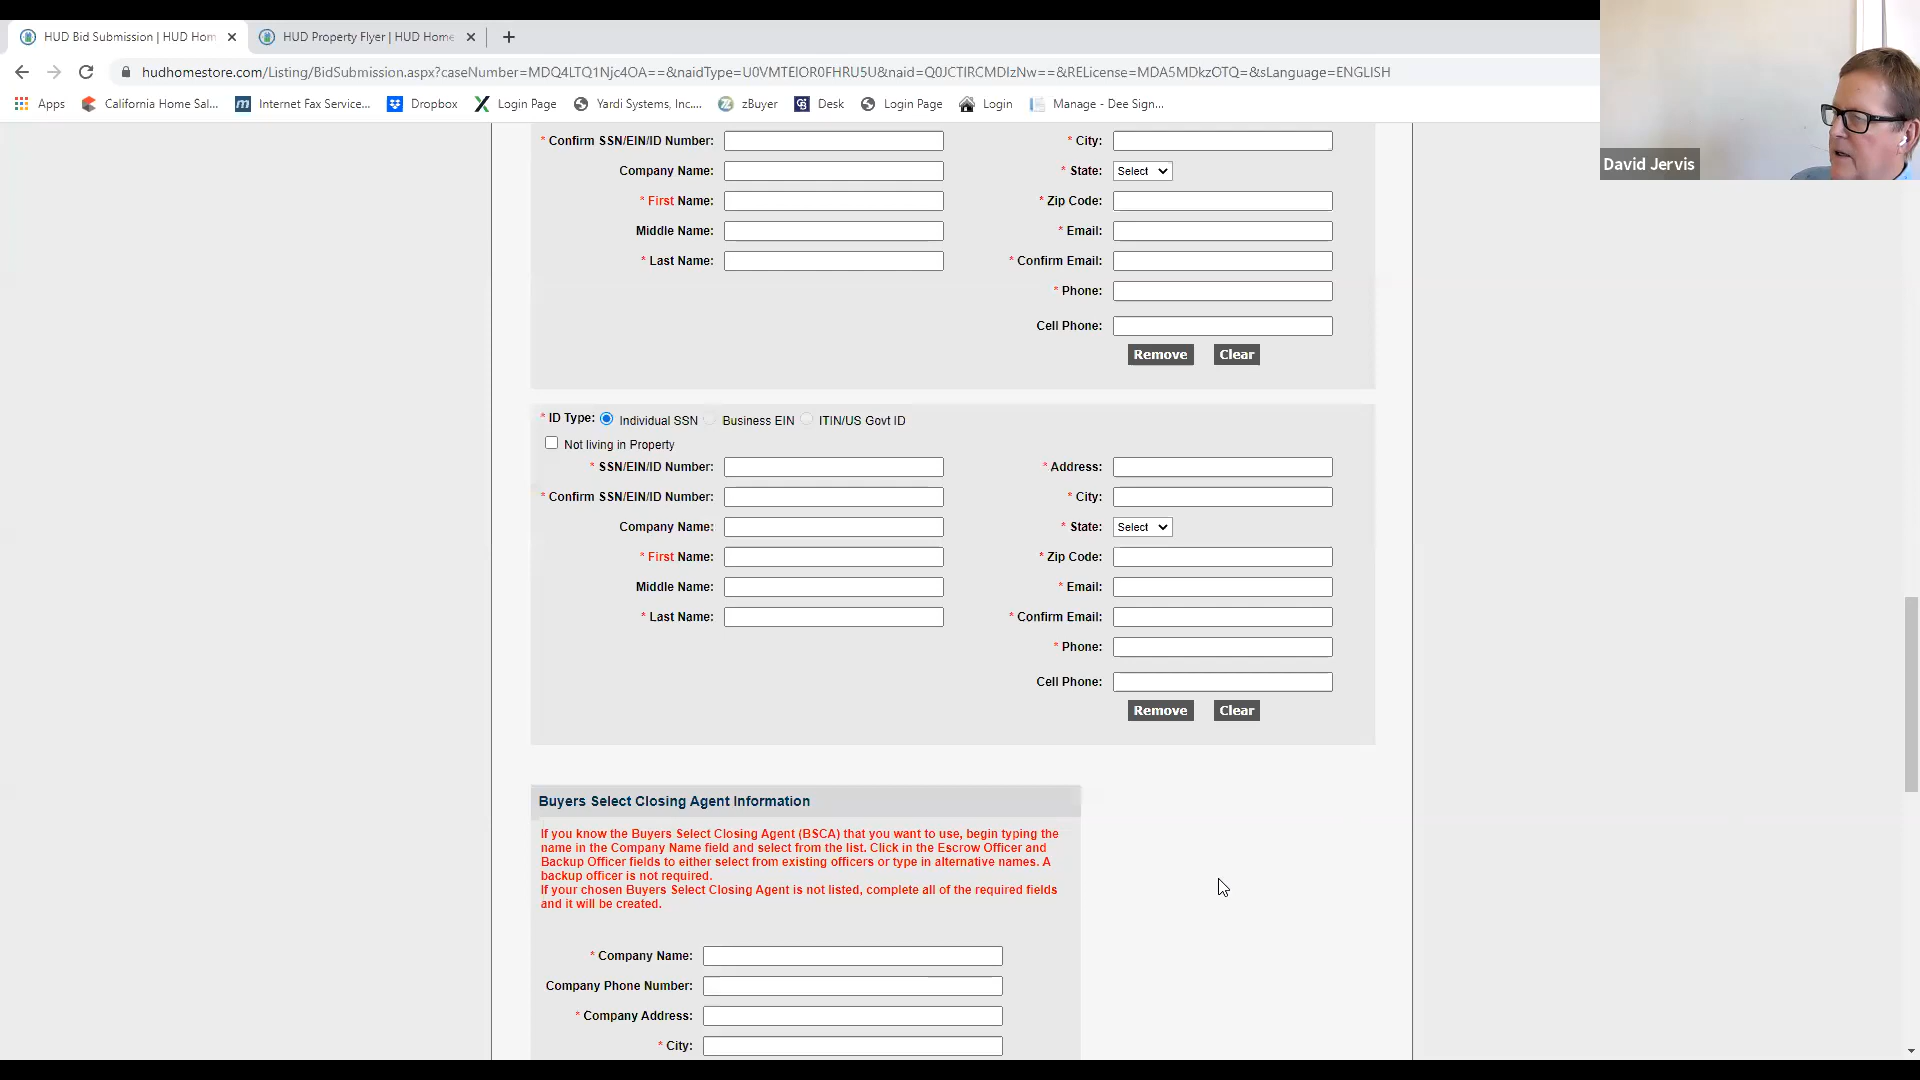 HUD Bid Submission | HUD Hom
HUD Property Flyer | HUD Home
hudhomestore.com/Listing/BidSubmission.aspx?caseNumber=MDQ4LTQ1Njc4OA==&naidType=U0VMTElOR0FHRU5U&naid=Q0JCTlRCMDIzNw==&RELicense=MDA5MDkzOTQ=&sLanguage=ENGLISH
Apps California Home Sal... Internet Fax Service... Dropbox Login Page Yardi Systems, Inc.... zBuyer Desk Login Page Login Manage - Dee Sign...
David Jervis
* Confirm SSN/EIN/ID Number: * City:
Company Name: * State: Select
* First Name: * Zip Code:
Middle Name: * Email:
* Last Name: * Confirm Email:
* Phone:
Cell Phone:
Remove Clear
* ID Type: Individual SSN Business EIN ITIN/US Govt ID
Not living in Property
* SSN/EIN/ID Number: * Address:
* Confirm SSN/EIN/ID Number: * City:
Company Name: * State: Select
* First Name: * Zip Code:
Middle Name: * Email:
* Last Name: * Confirm Email:
* Phone:
Cell Phone:
Remove Clear
Buyers Select Closing Agent Information
If you know the Buyers Select Closing Agent (BSCA) that you want to use, begin typing the
name in the Company Name field and select from the list. Click in the Escrow Officer and
Backup Officer fields to either select from existing officers or type in alternative names. A
backup officer is not required.
If your chosen Buyers Select Closing Agent is not listed, complete all of the required fields
and it will be created.
* Company Name:
Company Phone Number:
* Company Address:
* City: